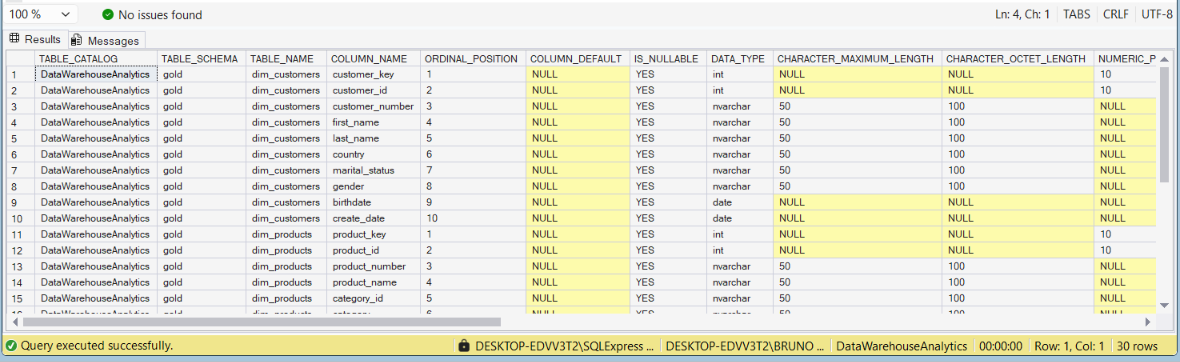 100 % No issues found Ln: 4, Ch: 1 TABS CRLF UTF-8
Results Messages
TABLE_CATALOG TABLE_SCHEMA TABLE_NAME COLUMN_NAME ORDINAL_POSITION COLUMN_DEFAULT IS_NULLABLE DATA_TYPE CHARACTER_MAXIMUM_LENGTH CHARACTER_OCTET_LENGTH NUMERIC_P
1 DataWarehouseAnalytics gold dim_customers customer_key 1 NULL YES int NULL NULL 10
2 DataWarehouseAnalytics gold dim_customers customer_id 2 NULL YES int NULL NULL 10
3 DataWarehouseAnalytics gold dim_customers customer_number 3 NULL YES nvarchar 50 100 NULL
4 DataWarehouseAnalytics gold dim_customers first_name 4 NULL YES nvarchar 50 100 NULL
5 DataWarehouseAnalytics gold dim_customers last_name 5 NULL YES nvarchar 50 100 NULL
6 DataWarehouseAnalytics gold dim_customers country 6 NULL YES nvarchar 50 100 NULL
7 DataWarehouseAnalytics gold dim_customers marital_status 7 NULL YES nvarchar 50 100 NULL
8 DataWarehouseAnalytics gold dim_customers gender 8 NULL YES nvarchar 50 100 NULL
9 DataWarehouseAnalytics gold dim_customers birthdate 9 NULL YES date NULL NULL NULL
10 DataWarehouseAnalytics gold dim_customers create_date 10 NULL YES date NULL NULL NULL
11 DataWarehouseAnalytics gold dim_products product_key 1 NULL YES int NULL NULL 10
12 DataWarehouseAnalytics gold dim_products product_id 2 NULL YES int NULL NULL 10
13 DataWarehouseAnalytics gold dim_products product_number 3 NULL YES nvarchar 50 100 NULL
14 DataWarehouseAnalytics gold dim_products product_name 4 NULL YES nvarchar 50 100 NULL
15 DataWarehouseAnalytics gold dim_products category_id 5 NULL YES nvarchar 50 100 NULL
Query executed successfully. DESKTOP-EDVV3T2\SQLExpress ... DESKTOP-EDVV3T2\BRUNO ... DataWarehouseAnalytics 00:00:00 Row: 1, Col: 1 30 rows